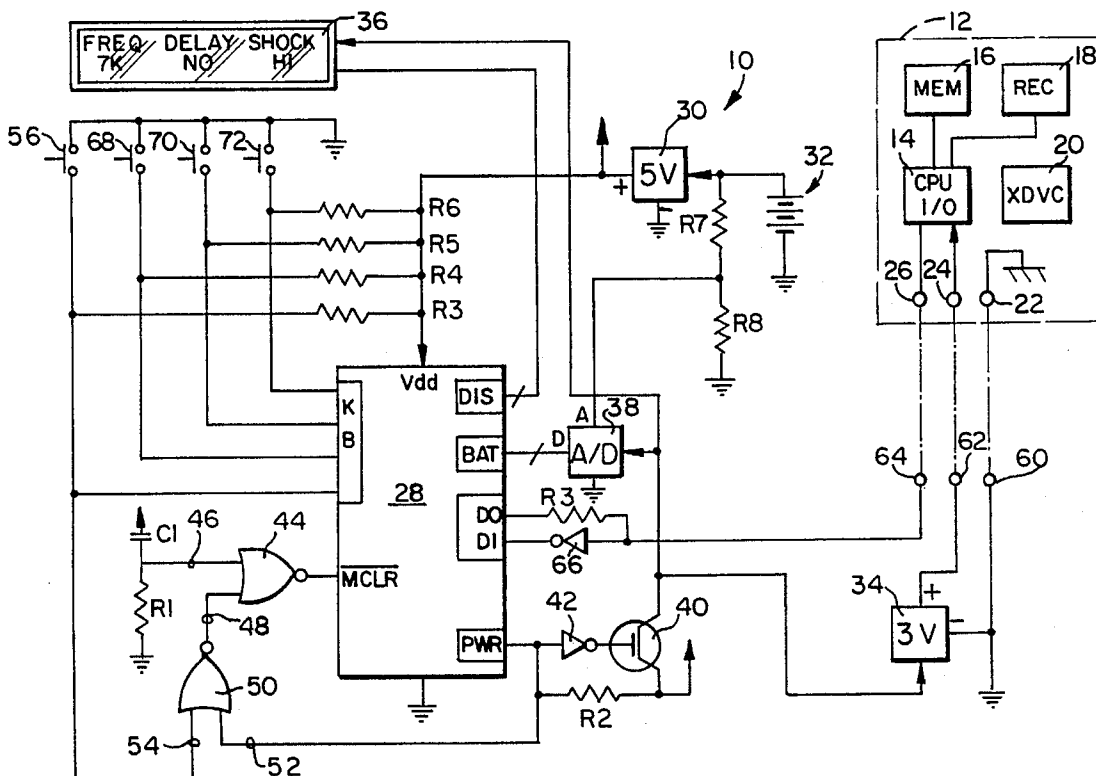 FREQ DELAY SHOCK
7K NO HI
36
12
16
18
MEM
REC
10
14
20
CPU
I/O
XDVC
30
32
5V
+
-
56
68
70
72
R6
R5
R4
R3
R7
R8
26
24
22
Vdd
DIS
K
B
A
38
BAT
D
A/D
28
64
62
60
R3
DO
DI
66
C1
46
44
MCLR
R1
48
42
40
34
+
-
3V
PWR
50
R2
54
52